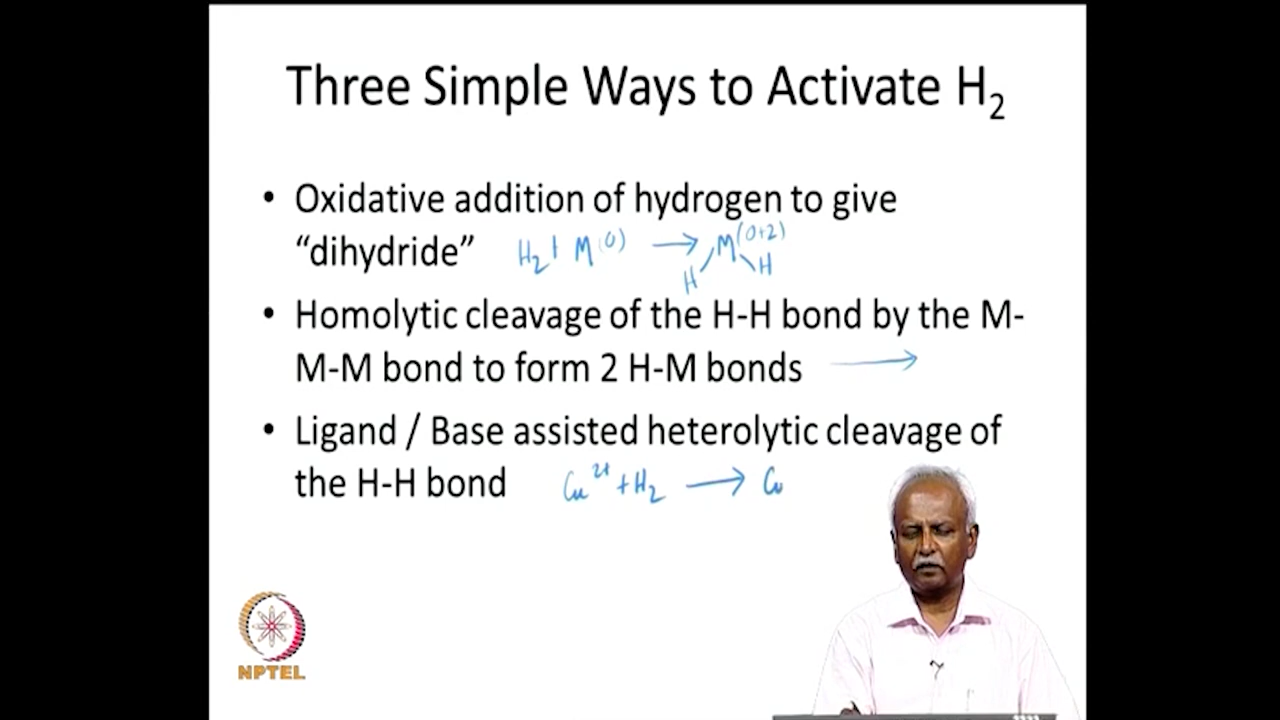 Three Simple Ways to Activate H₂
• Oxidative addition of hydrogen to give
“dihydride” H₂ + M⁽⁰⁾ → M⁽⁰⁺²⁾
H H
• Homolytic cleavage of the H-H bond by the M-
M-M bond to form 2 H-M bonds →
• Ligand / Base assisted heterolytic cleavage of
the H-H bond Cu²⁺ + H₂ → Cu
NPTEL